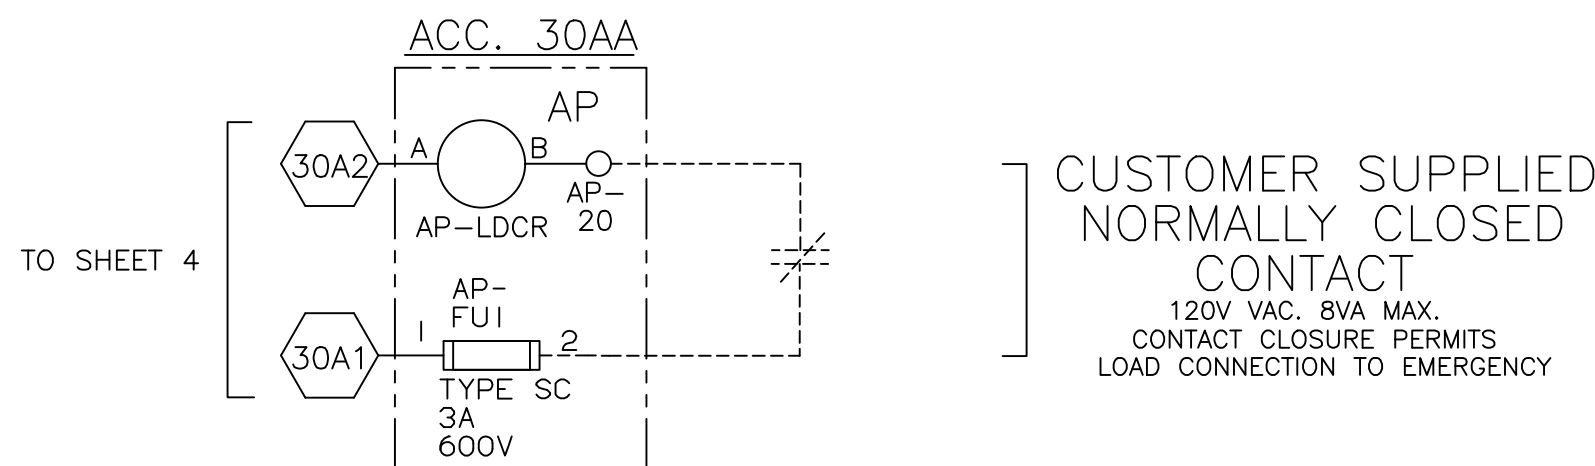 ACC. 30AA
AP
30A2
A
B
AP-LDCR
AP-
20
TO SHEET 4
AP-
FU1
30A1
1
2
TYPE SC
3A
600V
CUSTOMER SUPPLIED
NORMALLY CLOSED
CONTACT
120V VAC. 8VA MAX.
CONTACT CLOSURE PERMITS
LOAD CONNECTION TO EMERGENCY